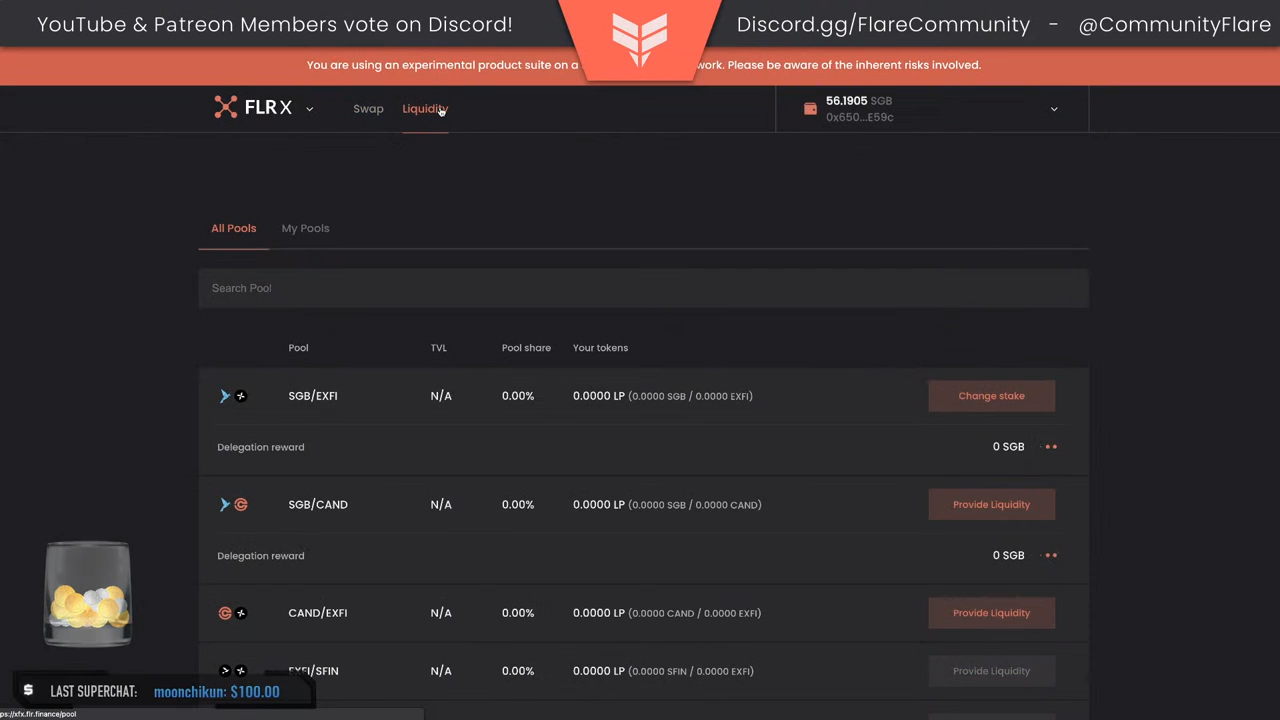 YouTube & Patreon Members vote on Discord!
Discord.gg/FlareCommunity - @CommunityFlare
You are using an experimental product suite on a work. Please be aware of the inherent risks involved.
FLR X
Swap
Liquidity
56.1905 SGB
0x650...E59c
All Pools
My Pools
Search Pool
Pool TVL Pool share Your tokens
SGB/EXFI N/A 0.00% 0.0000 LP (0.0000 SGB / 0.0000 EXFI) Change stake
Delegation reward 0 SGB
SGB/CAND N/A 0.00% 0.0000 LP (0.0000 SGB / 0.0000 CAND) Provide Liquidity
Delegation reward 0 SGB
CAND/EXFI N/A 0.00% 0.0000 LP (0.0000 CAND / 0.0000 EXFI) Provide Liquidity
EXFI/SFIN N/A 0.00% 0.0000 LP (0.0000 SFIN / 0.0000 EXFI) Provide Liquidity
LAST SUPERCHAT: moonchikun: $100.00
ps://xfx.flr.finance/pool